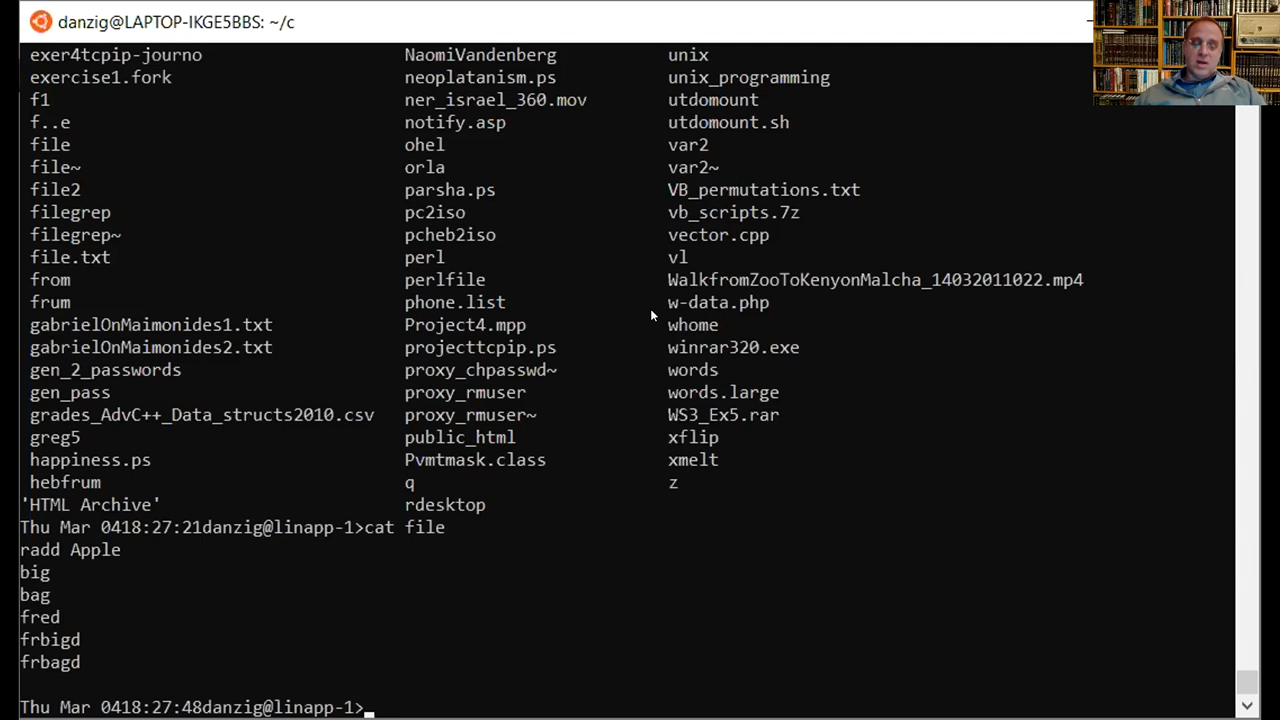 danzig@LAPTOP-IKGE5BBS: ~/c
exer4tcpip-journo NaomiVandenberg unix
exercise1.fork neoplatanism.ps unix_programming
f1 ner_israel_360.mov utdomount
f..e notify.asp utdomount.sh
file ohel var2
file~ orla var2~
file2 parsha.ps VB_permutations.txt
filegrep pc2iso vb_scripts.7z
filegrep~ pcheb2iso vector.cpp
file.txt perl vl
from perlfile WalkfromZooToKenyonMalcha_14032011022.mp4
frum phone.list w-data.php
gabrielOnMaimonides1.txt Project4.mpp whome
gabrielOnMaimonides2.txt projecttcpip.ps winrar320.exe
gen_2_passwords proxy_chpasswd~ words
gen_pass proxy_rmuser words.large
grades_AdvC++_Data_structs2010.csv proxy_rmuser~ WS3_Ex5.rar
greg5 public_html xflip
happiness.ps Pvmtmask.class xmelt
hebfrum q z
'HTML Archive' rdesktop
Thu Mar 0418:27:21danzig@linapp-1>cat file
radd Apple
big
bag
fred
frbigd
frbagd
Thu Mar 0418:27:48danzig@linapp-1>